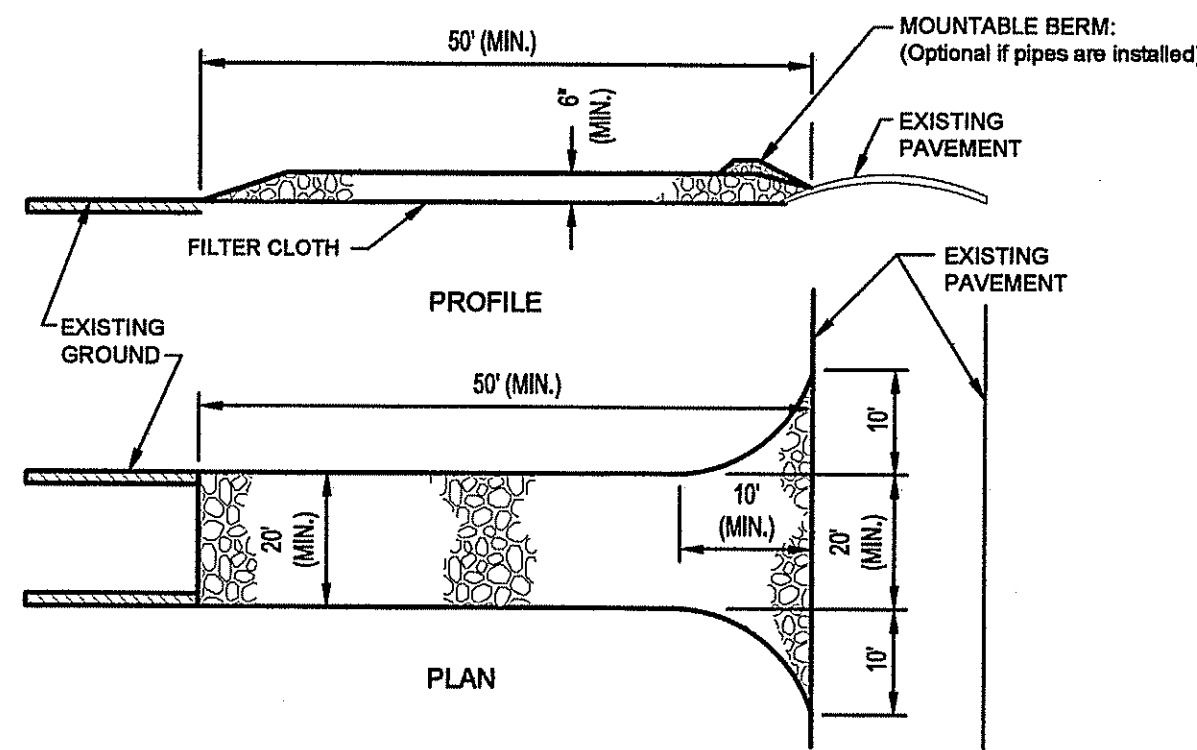 MOUNTABLE BERM:
(Optional if pipes are installed)
50' (MIN.)
6"
(MIN.)
EXISTING
PAVEMENT
FILTER CLOTH
PROFILE
EXISTING
PAVEMENT
EXISTING
GROUND
50' (MIN.)
10'
20'
(MIN.)
10'
(MIN.)
20'
(MIN.)
10'
PLAN